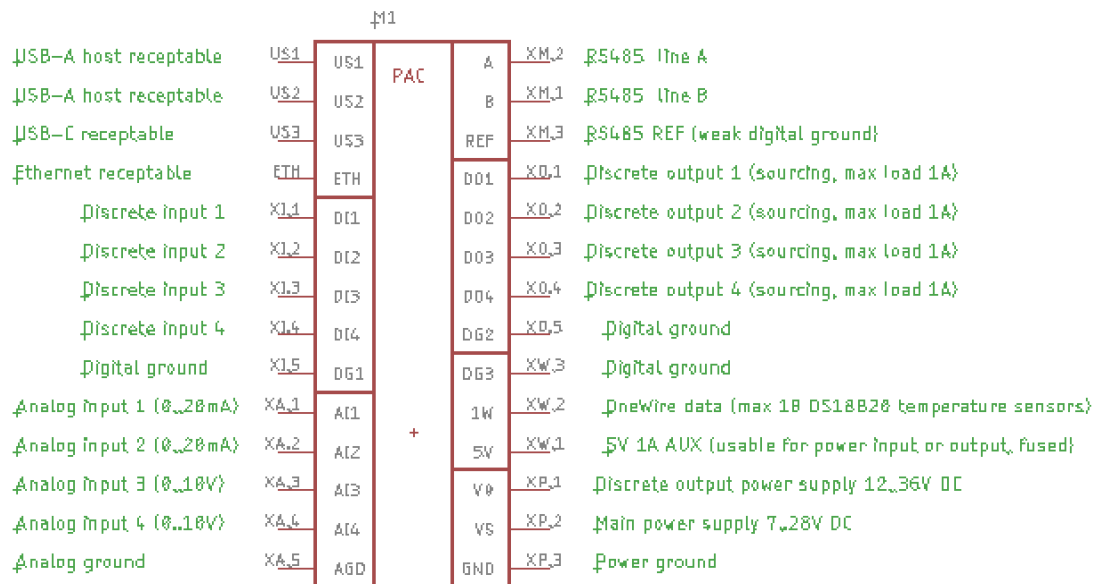 M1
USB-A host receptable US1 US1 PAC A XM.2 RS485 line A
USB-A host receptable US2 US2 B XM.1 RS485 line B
USB-C receptable US3 US3 REF XM.3 RS485 REF (weak digital ground)
Ethernet receptable ETH ETH DO1 XO.1 Discrete output 1 (sourcing, max load 1A)
Discrete input 1 XI.1 DI1 DO2 XO.2 Discrete output 2 (sourcing, max load 1A)
Discrete input 2 XI.2 DI2 DO3 XO.3 Discrete output 3 (sourcing, max load 1A)
Discrete input 3 XI.3 DI3 DO4 XO.4 Discrete output 4 (sourcing, max load 1A)
Discrete input 4 XI.4 DI4 DG2 XO.5 Digital ground
Digital ground XI.5 DG1 DG3 XW.3 Digital ground
Analog input 1 (0..20mA) XA.1 AI1 1W XW.2 OneWire data (max 18 DS18B20 temperature sensors)
Analog input 2 (0..20mA) XA.2 AI2 5V XW.1 5V 1A AUX (usable for power input or output, fused)
Analog input 3 (0..10V) XA.3 AI3 V0 XP.1 Discrete output power supply 12..36V DC
Analog input 4 (0..10V) XA.4 AI4 VS XP.2 Main power supply 7..28V DC
Analog ground XA.5 AGD GND XP.3 Power ground